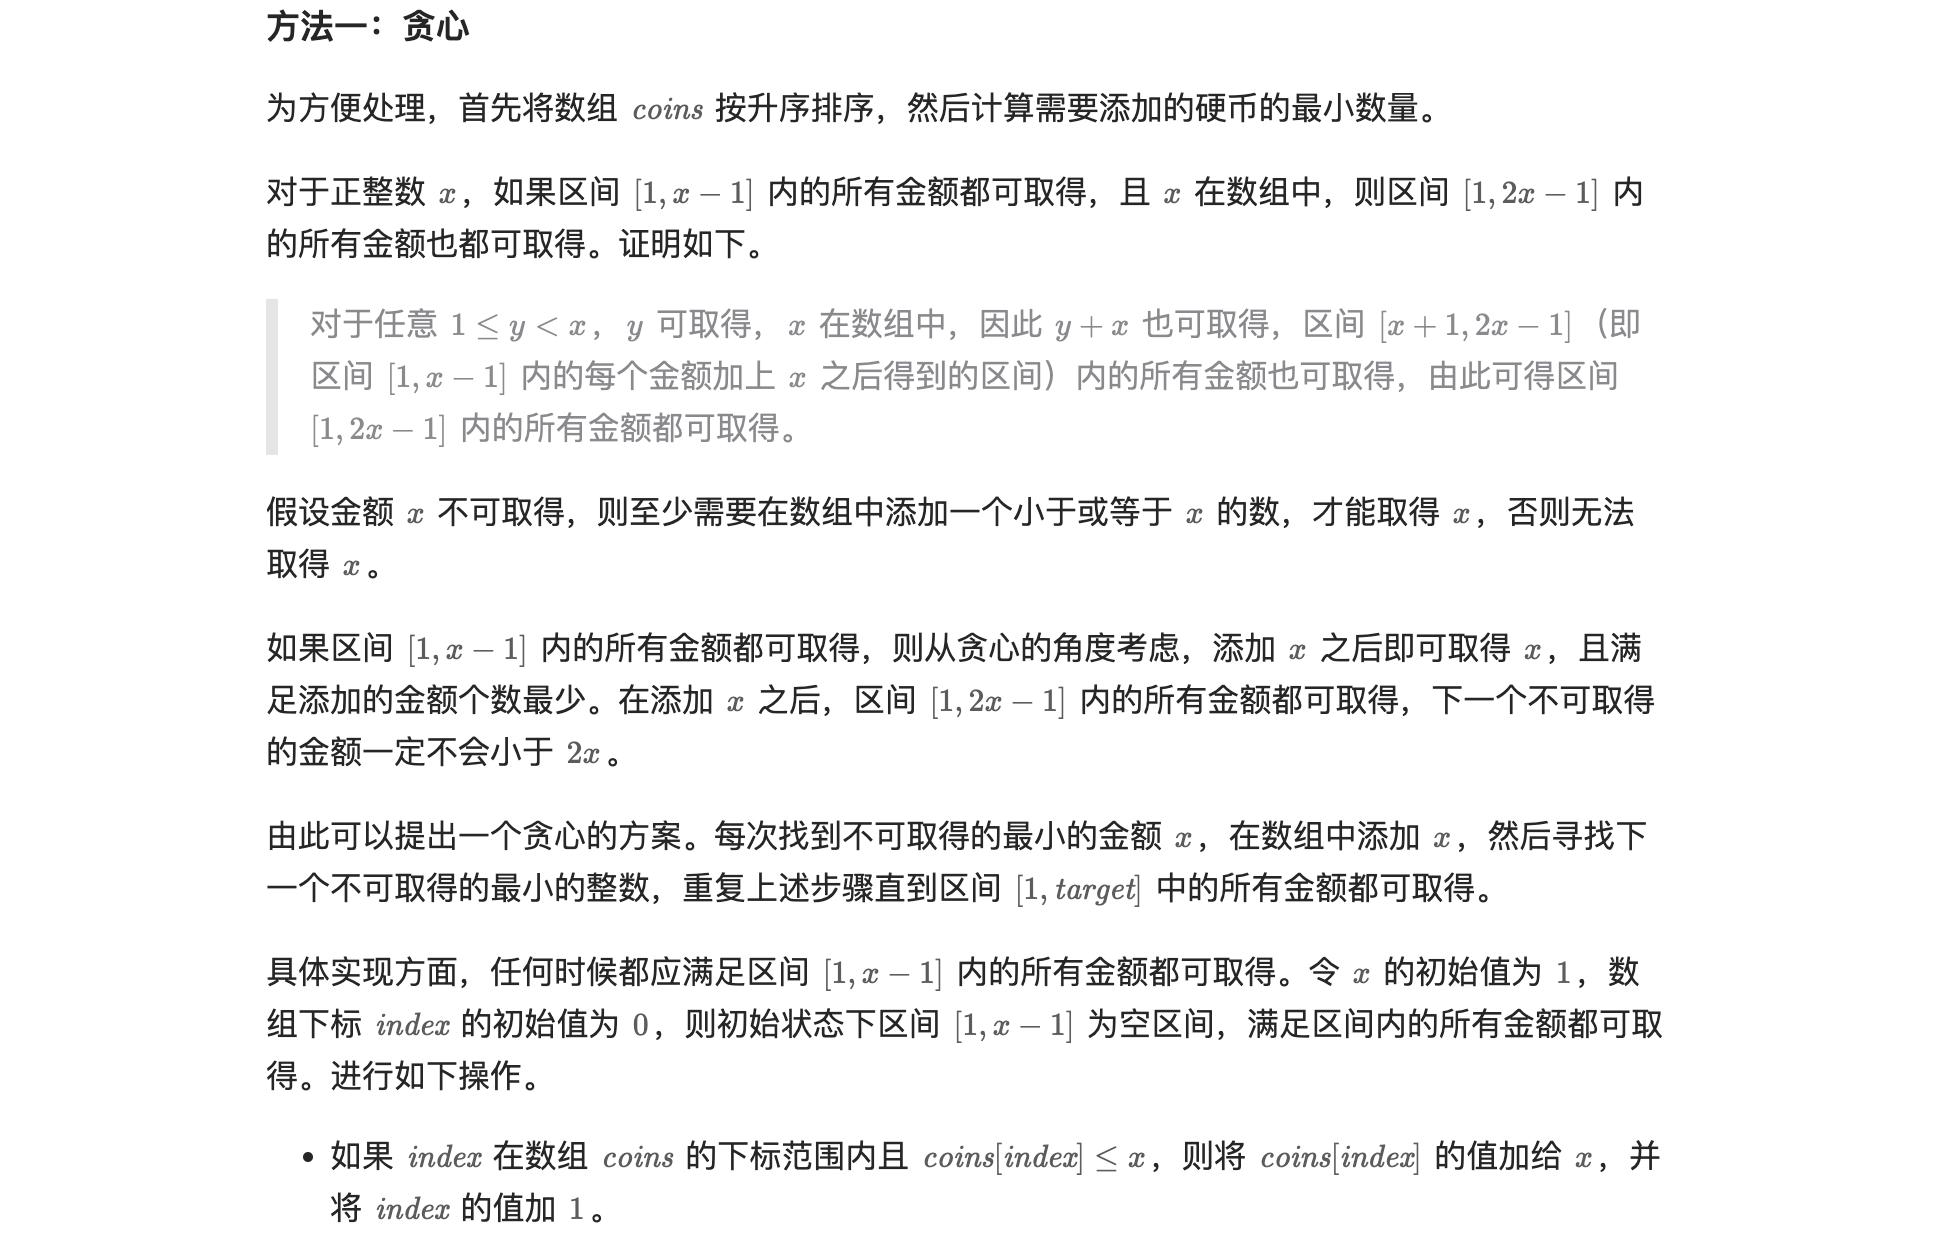 方法一：贪心
为方便处理，首先将数组 coins 按升序排序，然后计算需要添加的硬币的最小数量。
对于正整数 x，如果区间 [1, x − 1] 内的所有金额都可取得，且 x 在数组中，则区间 [1, 2x − 1] 内
的所有金额也都可取得。证明如下。
对于任意 1 ≤ y < x，y 可取得，x 在数组中，因此 y + x 也可取得，区间 [x + 1, 2x − 1]（即
区间 [1, x − 1] 内的每个金额加上 x 之后得到的区间）内的所有金额也可取得，由此可得区间
[1, 2x − 1] 内的所有金额都可取得。
假设金额 x 不可取得，则至少需要在数组中添加一个小于或等于 x 的数，才能取得 x，否则无法
取得 x。
如果区间 [1, x − 1] 内的所有金额都可取得，则从贪心的角度考虑，添加 x 之后即可取得 x，且满
足添加的金额个数最少。在添加 x 之后，区间 [1, 2x − 1] 内的所有金额都可取得，下一个不可取得
的金额一定不会小于 2x。
由此可以提出一个贪心的方案。每次找到不可取得的最小的金额 x，在数组中添加 x，然后寻找下
一个不可取得的最小的整数，重复上述步骤直到区间 [1, target] 中的所有金额都可取得。
具体实现方面，任何时候都应满足区间 [1, x − 1] 内的所有金额都可取得。令 x 的初始值为 1，数
组下标 index 的初始值为 0，则初始状态下区间 [1, x − 1] 为空区间，满足区间内的所有金额都可取
得。进行如下操作。
• 如果 index 在数组 coins 的下标范围内且 coins[index] ≤ x，则将 coins[index] 的值加给 x，并
将 index 的值加 1。